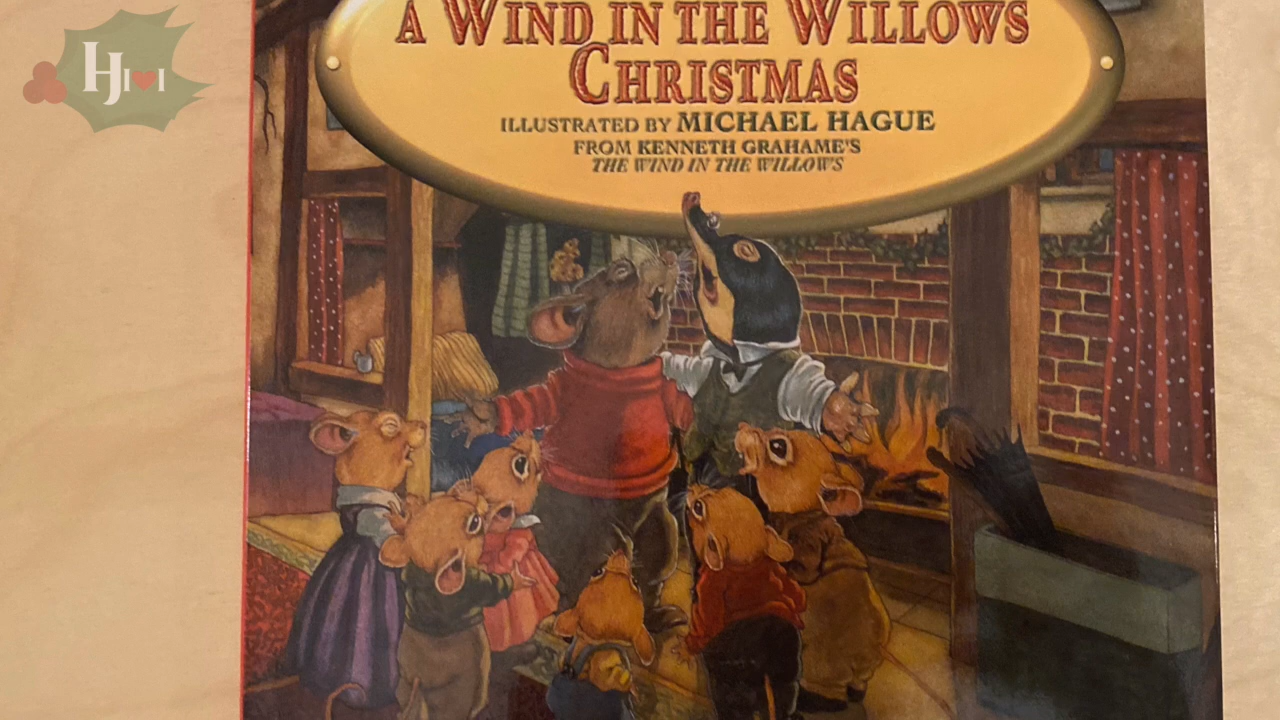 HJ I♥I
A WIND IN THE WILLOWS
CHRISTMAS
ILLUSTRATED BY MICHAEL HAGUE
FROM KENNETH GRAHAME'S
THE WIND IN THE WILLOWS